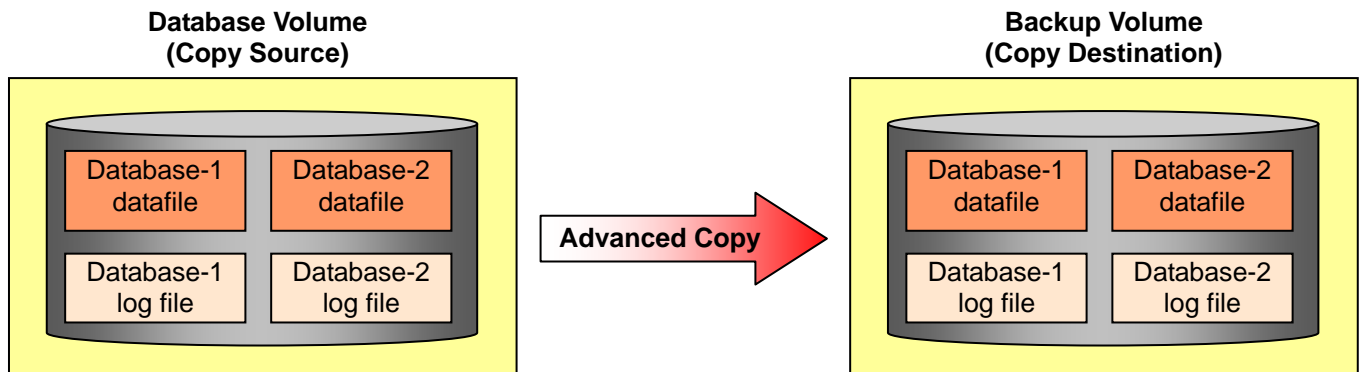 Database Volume
(Copy Source)
Backup Volume
(Copy Destination)
Database-1
datafile
Database-2
datafile
Database-1
log file
Database-2
log file
Advanced Copy
Database-1
datafile
Database-2
datafile
Database-1
log file
Database-2
log file